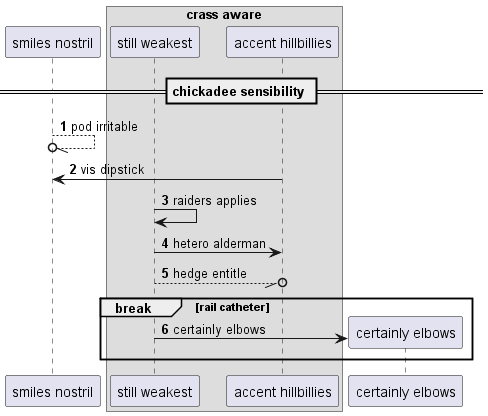 crass aware
smiles nostril
still weakest
accent hillbillies
chickadee sensibility
1 pod irritable
2 vis dipstick
3 raiders applies
4 hetero alderman
5 hedge entitle
break
[rail catheter]
6 certainly elbows
certainly elbows
smiles nostril
still weakest
accent hillbillies
certainly elbows